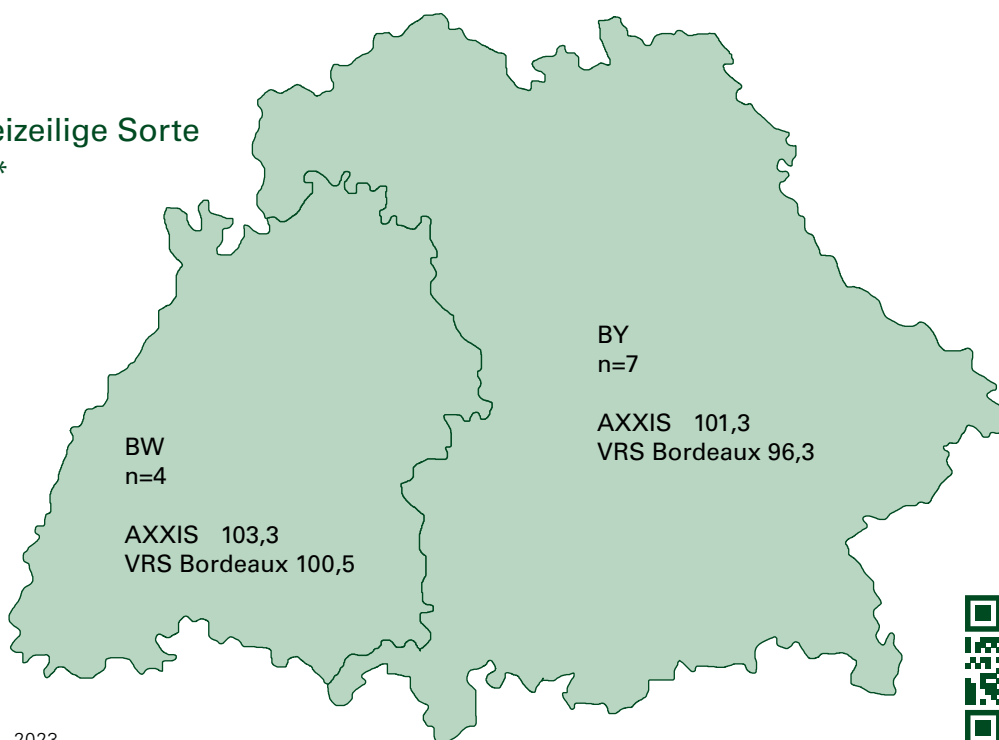 eizeilige Sorte
*
BY
n=7
AXXIS 101,3
VRS Bordeaux 96,3
BW
n=4
AXXIS 103,3
VRS Bordeaux 100,5
2023